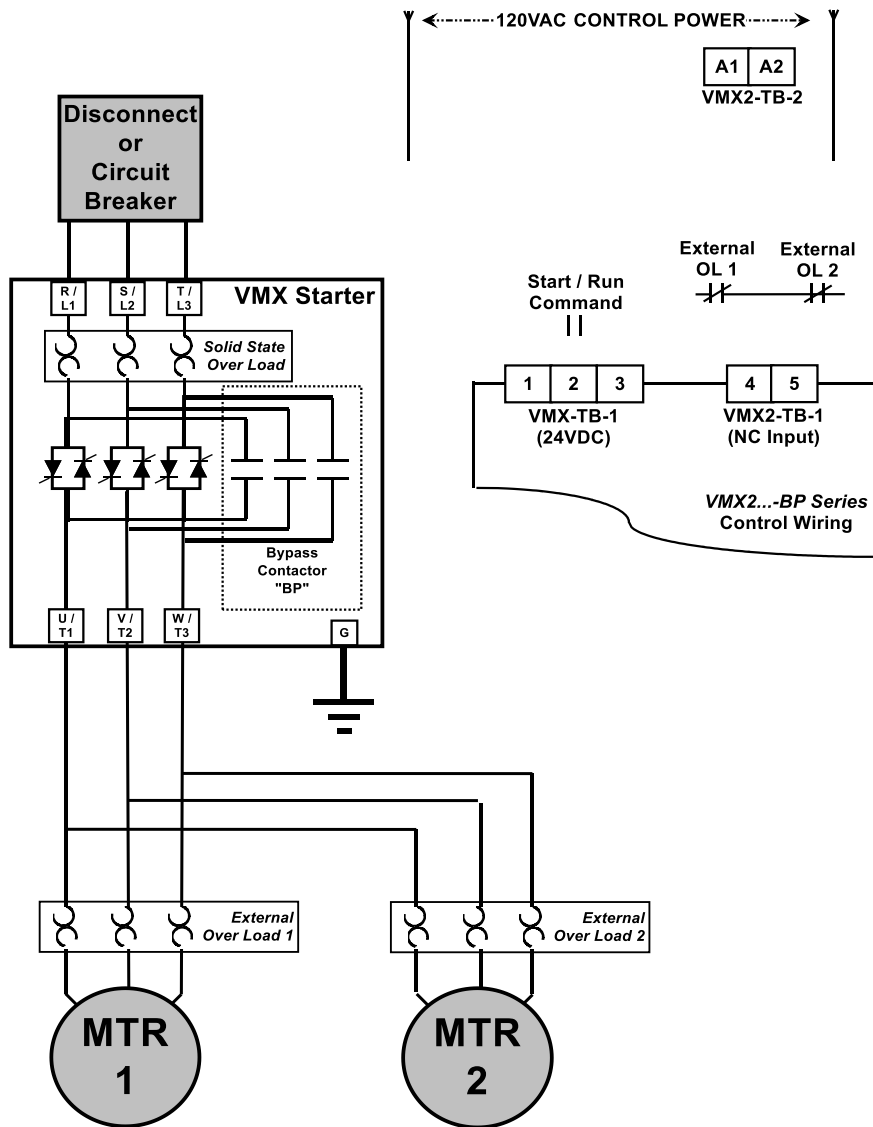 120VAC CONTROL POWER
A1 A2
VMX2-TB-2
Disconnect
or
Circuit
Breaker
External
OL 1
External
OL 2
Start / Run
Command
R /
L1
S /
L2
T /
L3
VMX Starter
Solid State
Over Load
1 2 3
VMX-TB-1
(24VDC)
4 5
VMX2-TB-1
(NC Input)
VMX2...-BP Series
Control Wiring
Bypass
Contactor
"BP"
U /
T1
V /
T2
W /
T3
G
External
Over Load 1
External
Over Load 2
MTR
1
MTR
2